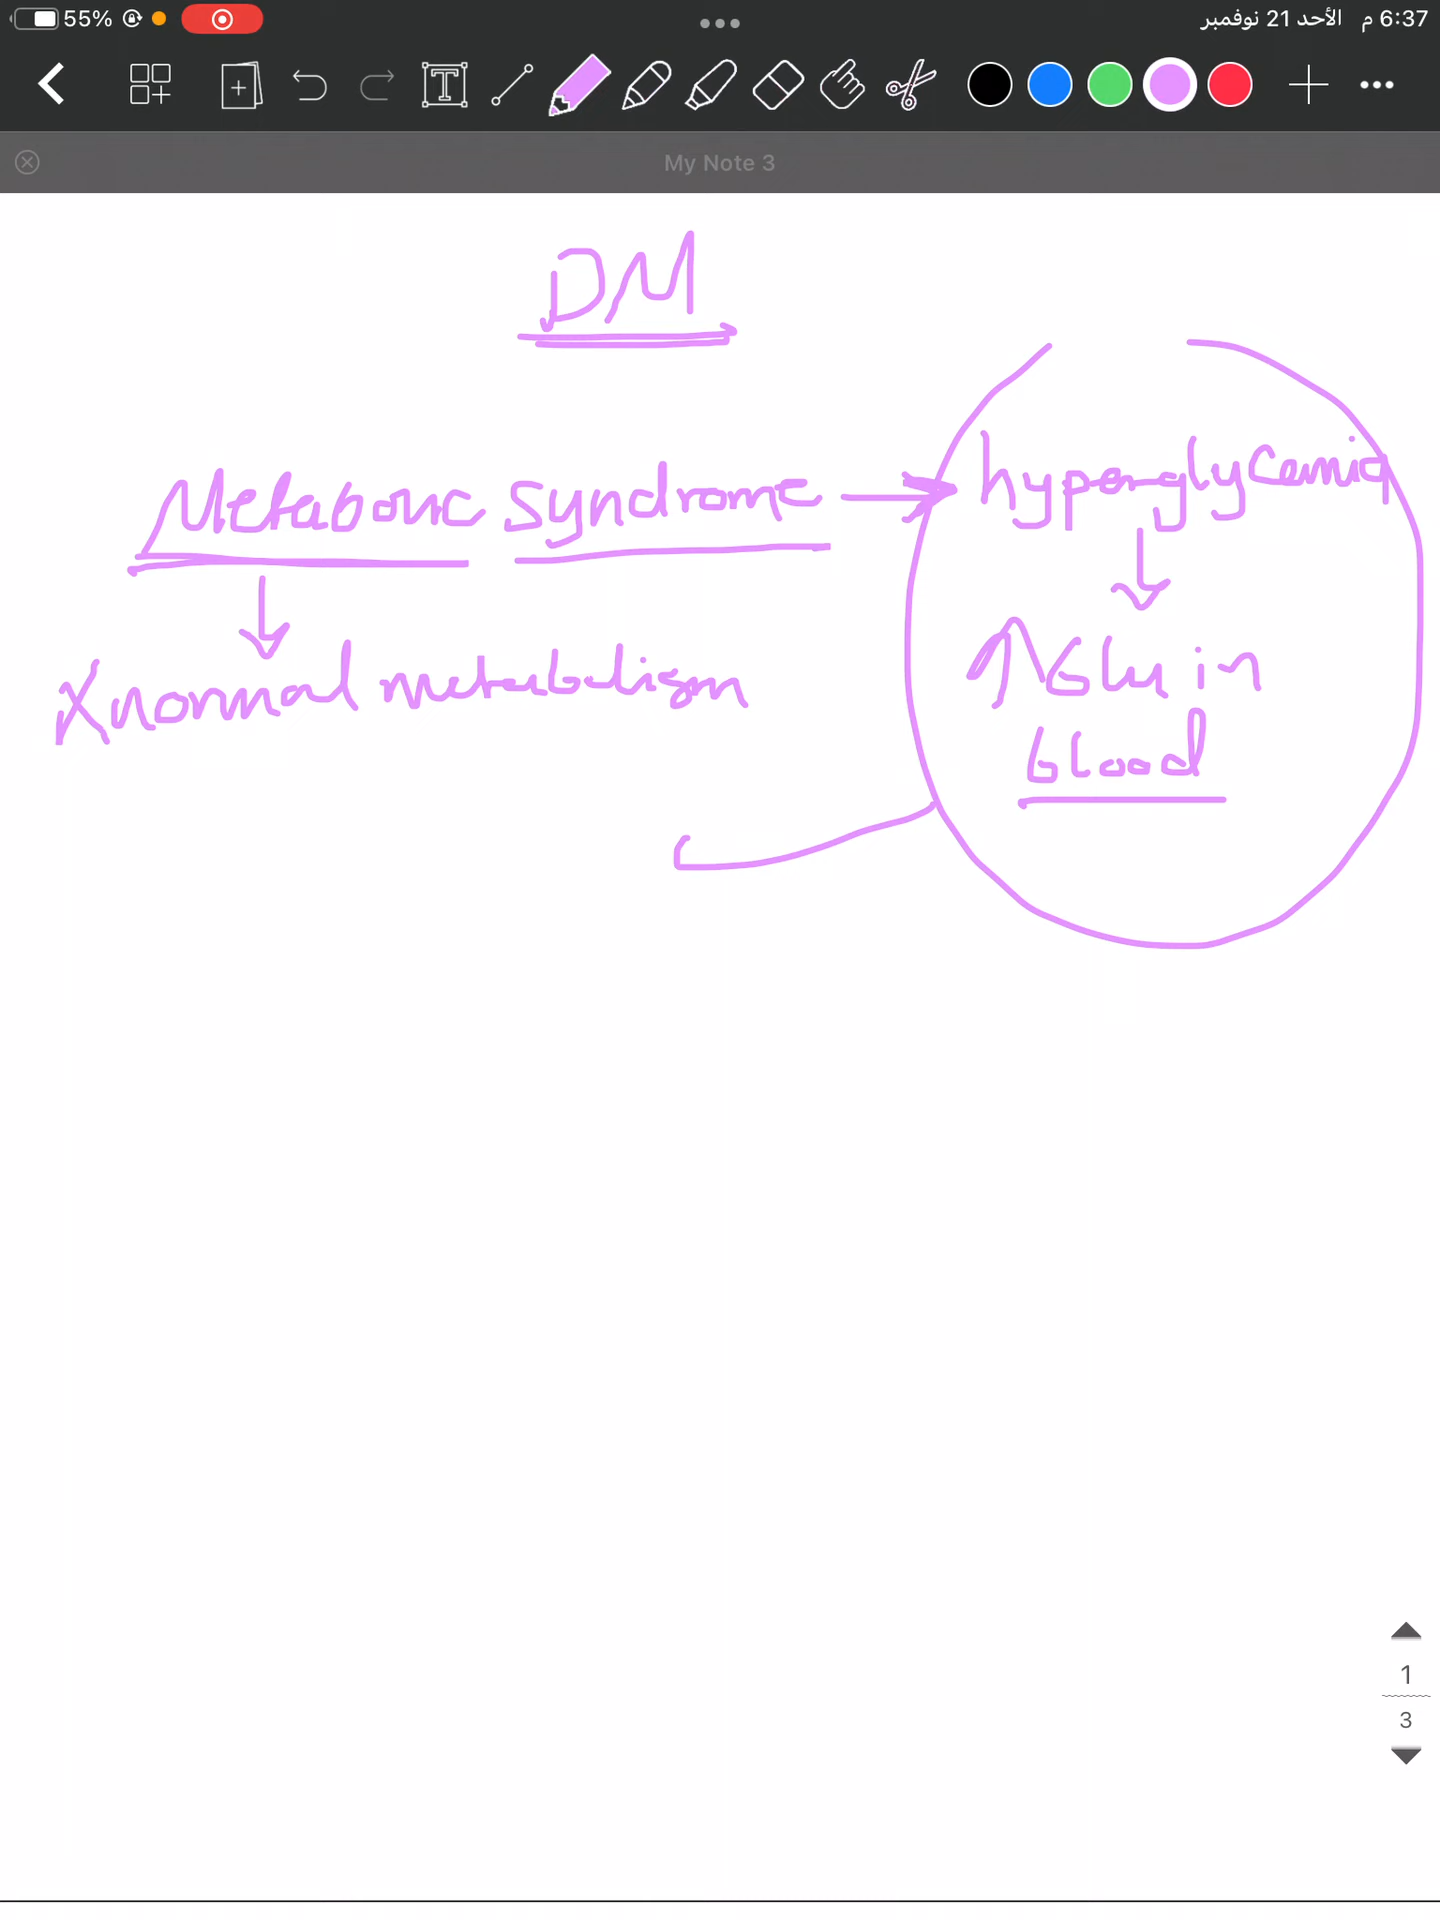 55%
6:37 م الأحد 21 نوفمبر
T
My Note 3
DM
Metabolic syndrome → hyperglycemia
↓
↓
X normal metabolism
↑ Glu in
blood
1
3